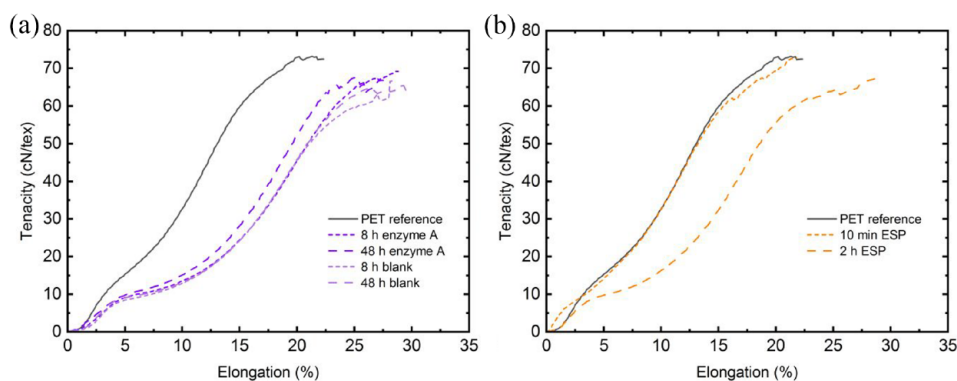 (a)
80
70
60
50
40
30
20
10
0
Tenacity (cN/tex)
PET reference
8 h enzyme A
48 h enzyme A
8 h blank
48 h blank
0 5 10 15 20 25 30 35
Elongation (%)
(b)
80
70
60
50
40
30
20
10
0
Tenacity (cN/tex)
PET reference
10 min ESP
2 h ESP
0 5 10 15 20 25 30 35
Elongation (%)